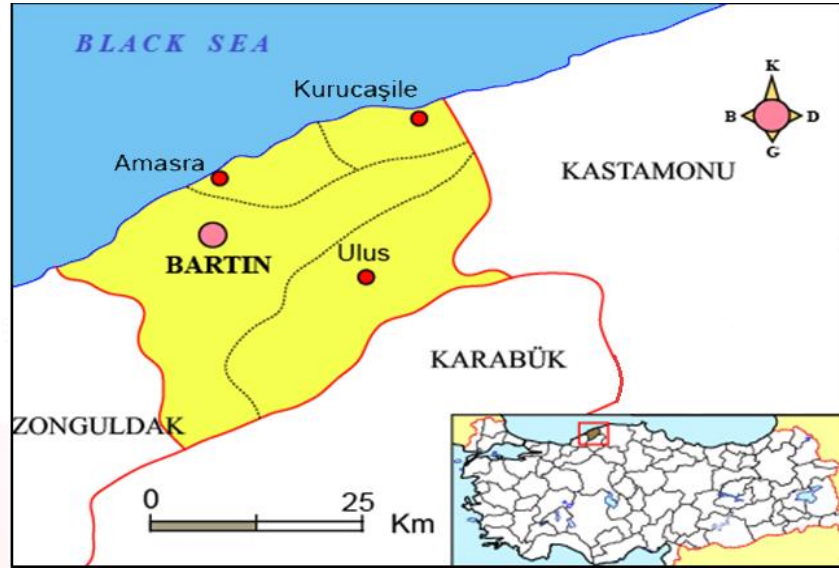 BLACK SEA
Kurucaşile
K
B D
G
Amasra
KASTAMONU
BARTIN
Ulus
KARABÜK
ZONGULDAK
0 25
Km